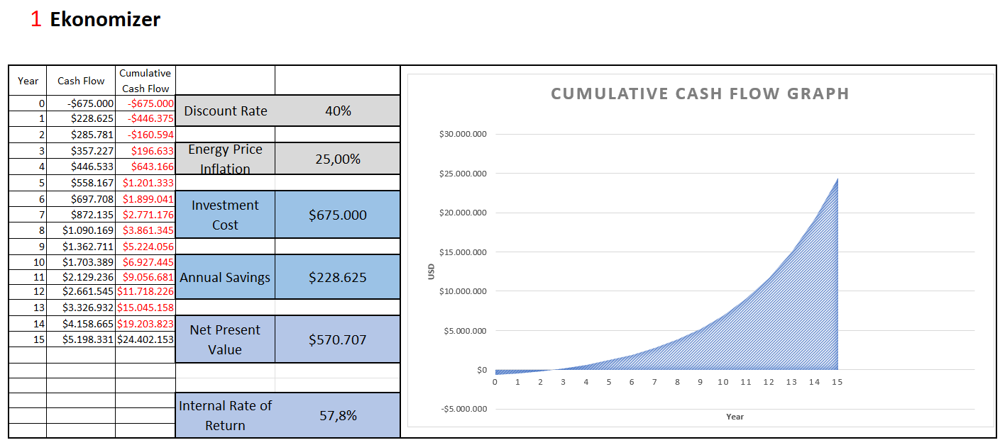 1 Ekonomizer
Year Cash Flow Cumulative
Cash Flow
0 -$675.000 -$675.000
1 $228.625 -$446.375
2 $285.781 -$160.594
3 $357.227 $196.633
4 $446.533 $643.166
5 $558.167 $1.201.333
6 $697.708 $1.899.041
7 $872.135 $2.771.176
8 $1.090.169 $3.861.345
9 $1.362.711 $5.224.056
10 $1.703.389 $6.927.445
11 $2.129.236 $9.056.681
12 $2.661.545 $11.718.226
13 $3.326.932 $15.045.158
14 $4.158.665 $19.203.823
15 $5.198.331 $24.402.153
Discount Rate 40%
Energy Price
Inflation
25,00%
Investment
Cost
$675.000
Annual Savings $228.625
Net Present
Value
$570.707
Internal Rate of
Return
57,8%
CUMULATIVE CASH FLOW GRAPH
$30.000.000
$25.000.000
$20.000.000
$15.000.000
$10.000.000
$5.000.000
$0
-$5.000.000
USD
0 1 2 3 4 5 6 7 8 9 10 11 12 13 14 15
Year